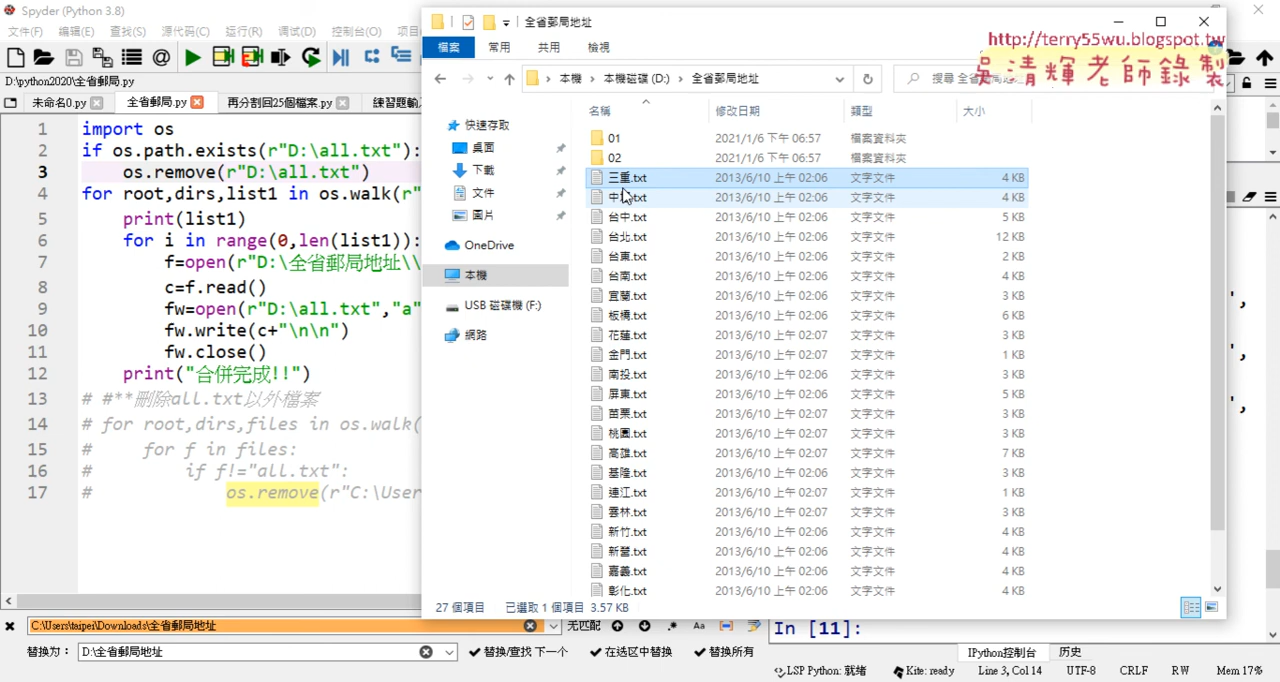 Spyder (Python 3.8)
文件(F) 编辑(E) 查找(S) 源代码(C) 运行(R) 调试(D) 控制台(O) 项目
D:\python2020\全省郵局.py
未命名0.py 全省郵局.py 再分割回25個檔案.py 練習題輸
1 import os
2 if os.path.exists(r"D:\all.txt"):
3 os.remove(r"D:\all.txt")
4 for root,dirs,list1 in os.walk(r"
5 print(list1)
6 for i in range(0,len(list1)):
7 f=open(r"D:\全省郵局地址\\
8 c=f.read()
9 fw=open(r"D:\all.txt","a"
10 fw.write(c+"\n\n")
11 fw.close()
12 print("合併完成!!")
13 # #**刪除all.txt以外檔案
14 # for root,dirs,files in os.walk(
15 # for f in files:
16 # if f!="all.txt":
17 # os.remove(r"C:\User
全省郵局地址
檔案 常用 共用 檢視
http://terry55wu.blogspot.tw
吳清輝老師錄製
本機 本機磁碟 (D:) 全省郵局地址
搜尋 全省
快速存取
桌面
下載
文件
圖片
OneDrive
本機
USB 磁碟機 (F:)
網路
名稱 修改日期 類型 大小
01 2021/1/6 下午 06:57 檔案資料夾
02 2021/1/6 下午 06:57 檔案資料夾
三重.txt 2013/6/10 上午 02:06 文字文件 4 KB
中.txt 2013/6/10 上午 02:06 文字文件 4 KB
台中.txt 2013/6/10 上午 02:06 文字文件 5 KB
台北.txt 2013/6/10 上午 02:06 文字文件 12 KB
台東.txt 2013/6/10 上午 02:06 文字文件 2 KB
台南.txt 2013/6/10 上午 02:06 文字文件 4 KB
宜蘭.txt 2013/6/10 上午 02:06 文字文件 3 KB
板橋.txt 2013/6/10 上午 02:06 文字文件 6 KB
花蓮.txt 2013/6/10 上午 02:07 文字文件 3 KB
金門.txt 2013/6/10 上午 02:07 文字文件 1 KB
南投.txt 2013/6/10 上午 02:06 文字文件 3 KB
屏東.txt 2013/6/10 上午 02:06 文字文件 5 KB
苗栗.txt 2013/6/10 上午 02:07 文字文件 3 KB
桃園.txt 2013/6/10 上午 02:07 文字文件 4 KB
高雄.txt 2013/6/10 上午 02:07 文字文件 7 KB
基隆.txt 2013/6/10 上午 02:06 文字文件 3 KB
連江.txt 2013/6/10 上午 02:07 文字文件 1 KB
雲林.txt 2013/6/10 上午 02:06 文字文件 3 KB
新竹.txt 2013/6/10 上午 02:06 文字文件 4 KB
新營.txt 2013/6/10 上午 02:06 文字文件 4 KB
嘉義.txt 2013/6/10 上午 02:06 文字文件 4 KB
彰化.txt 2013/6/10 上午 02:06 文字文件 4 KB
27 個項目 已選取 1 個項目 3.57 KB
',
',
',
C:\Users\taipei\Downloads\全省郵局地址 无匹配 .* Aa
In [11]:
替换为: D:\全省郵局地址 替换/查找 下一个 在选区中替换 替换所有
IPython控制台 历史
LSP Python: 就绪 Kite: ready Line 3, Col 14 UTF-8 CRLF RW Mem 17%